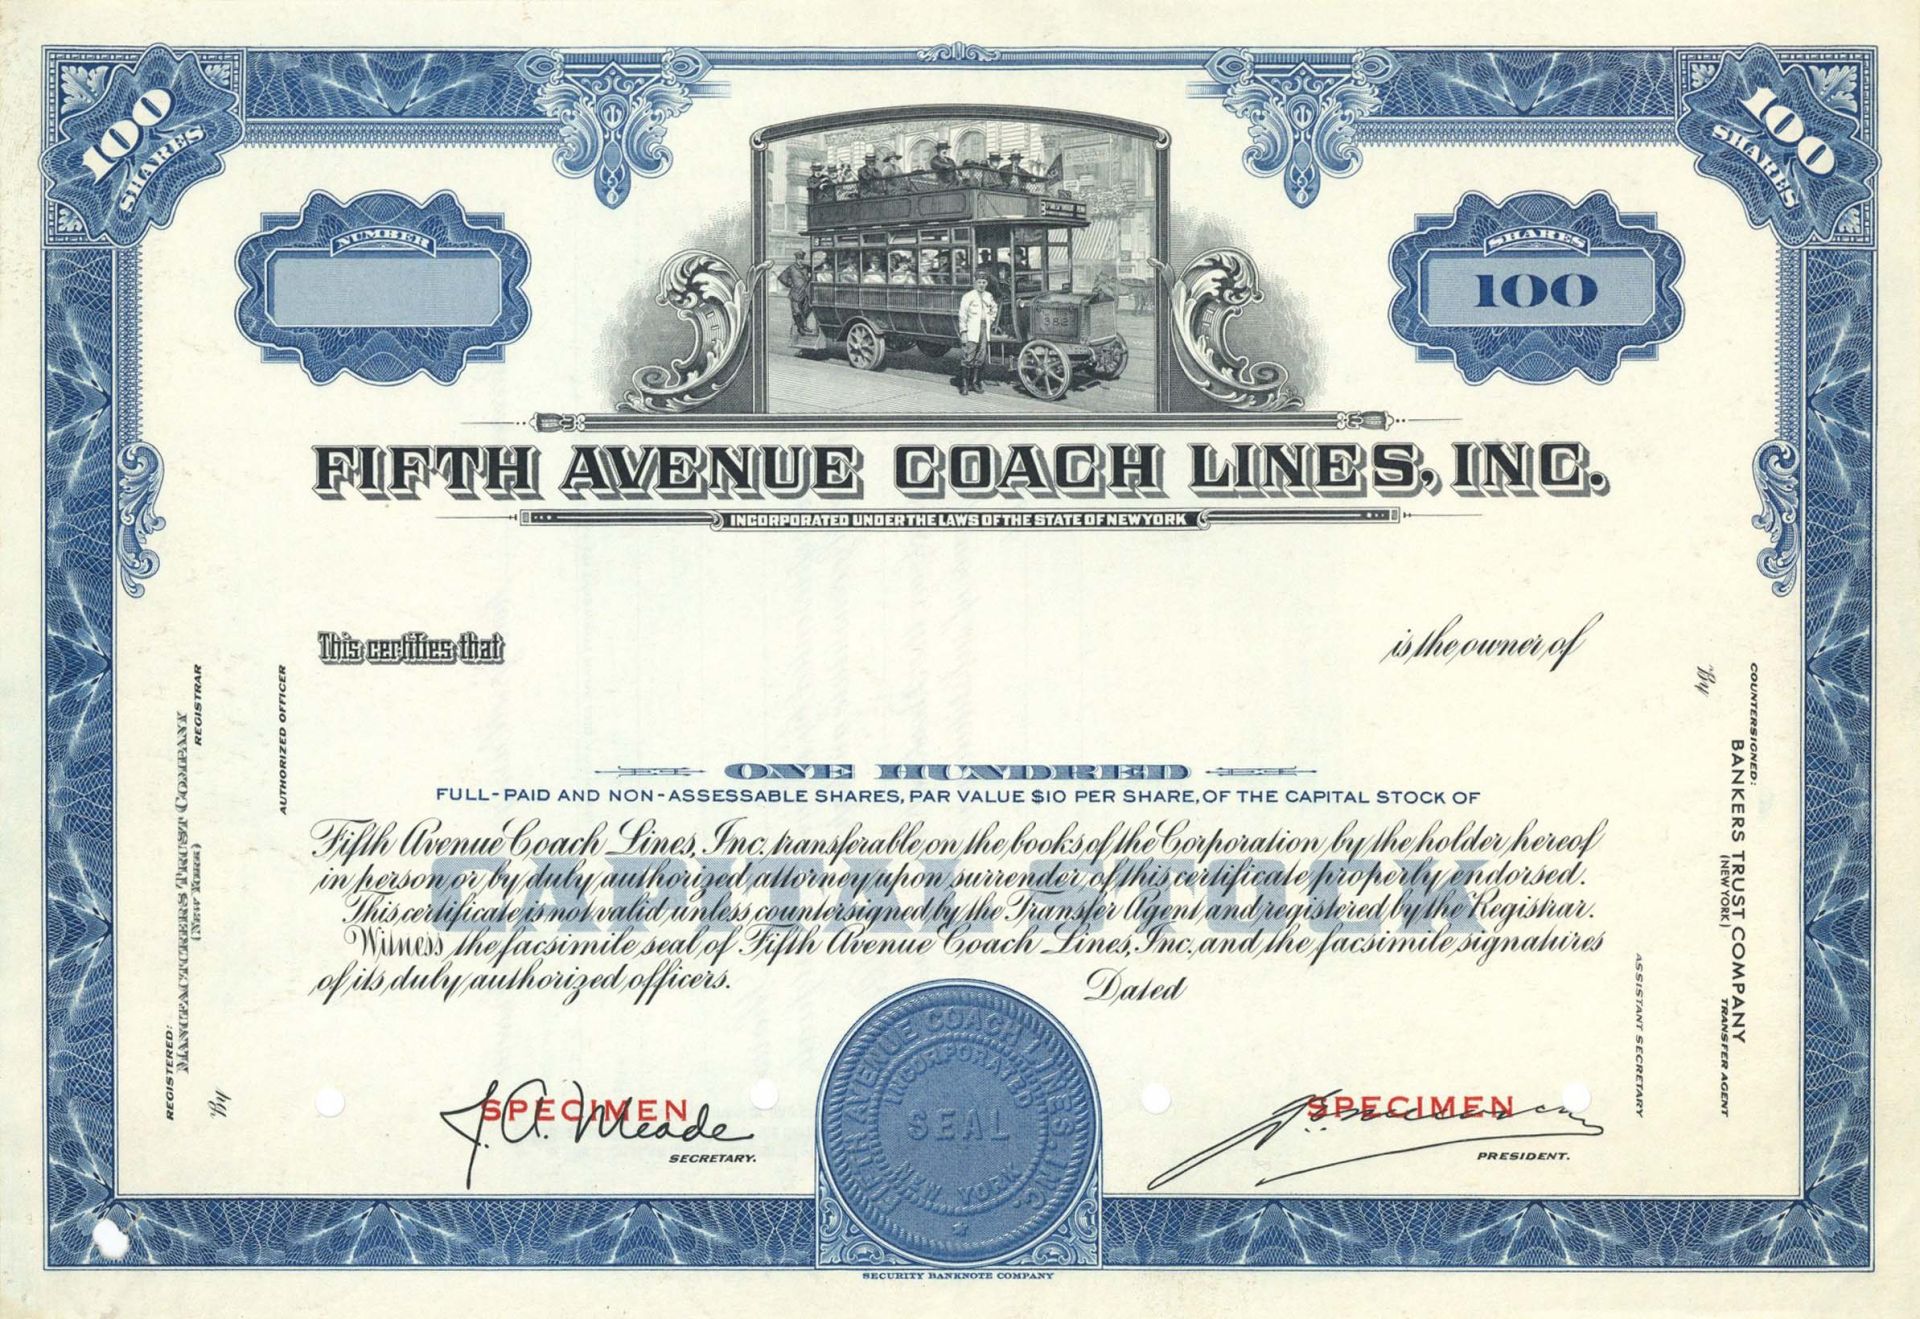 100
SHARES
100
SHARES
NUMBER
SHARES
100
382
FIFTH AVENUE COACH LINES, INC.
INCORPORATED UNDER THE LAWS OF THE STATE OF NEW YORK
This certifies that
is the owner of
ONE HUNDRED
FULL-PAID AND NON-ASSESSABLE SHARES, PAR VALUE $10 PER SHARE, OF THE CAPITAL STOCK OF
Fifth Avenue Coach Lines, Inc. transferable on the books of the Corporation by the holder hereof
in person or by duly authorized attorney upon surrender of this certificate properly endorsed.
This certificate is not valid unless countersigned by the Transfer Agent and registered by the Registrar.
Witness the facsimile seal of Fifth Avenue Coach Lines, Inc. and the facsimile signatures
of its duly authorized officers.
Dated
CAPITAL STOCK
REGISTERED:
MANUFACTURERS TRUST COMPANY
(NEW YORK)
REGISTRAR
By
AUTHORIZED OFFICER
COUNTERSIGNED:
BANKERS TRUST COMPANY
(NEW YORK)
TRANSFER AGENT
By
ASSISTANT SECRETARY
SPECIMEN
J. A. Meade
SECRETARY.
FIFTH AVENUE COACH LINES, INC.
INCORPORATED
SEAL
NEW YORK
SPECIMEN
PRESIDENT.
SECURITY BANKNOTE COMPANY